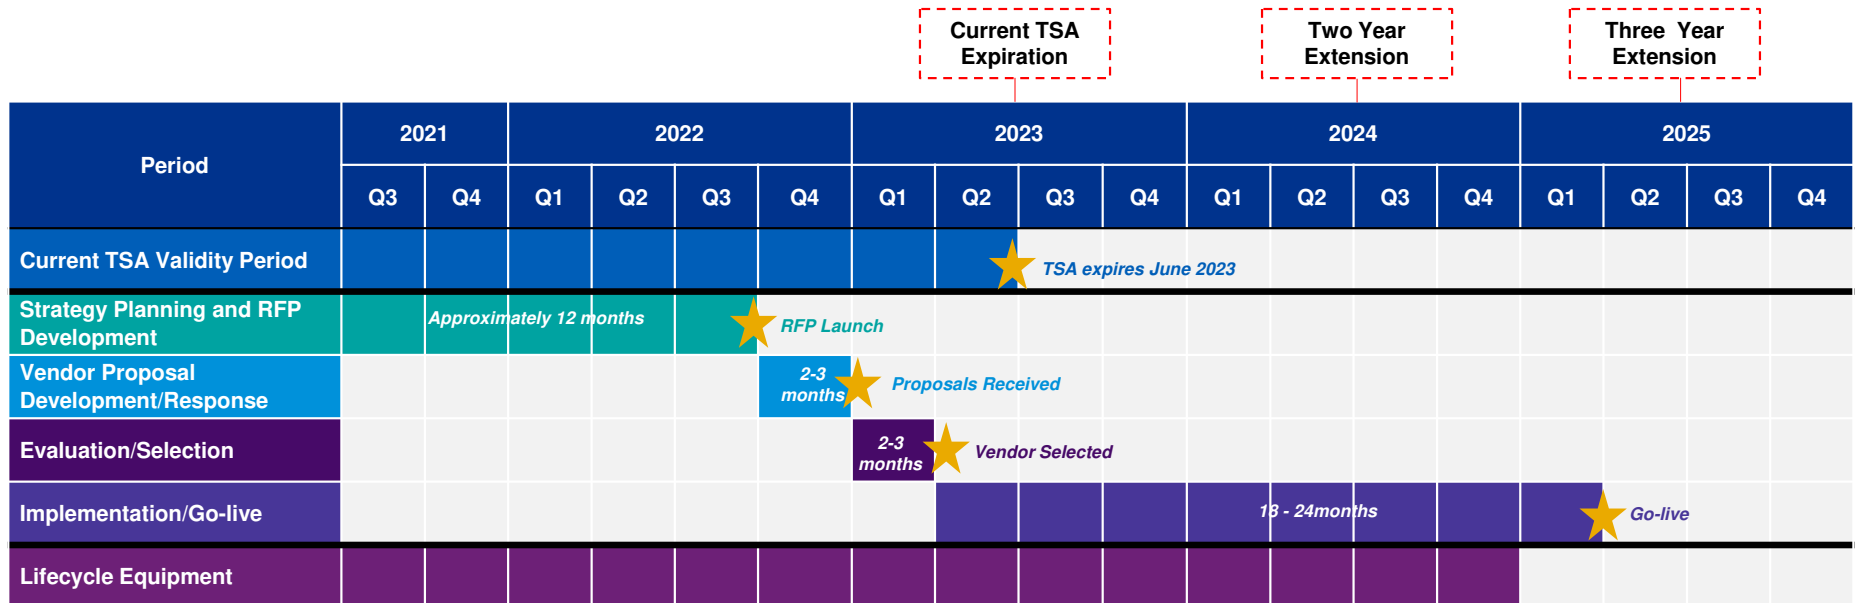 Current TSA
Expiration
Two Year
Extension
Three Year
Extension
Period
2021
2022
2023
2024
2025
Q3
Q4
Q1
Q2
Q3
Q4
Q1
Q2
Q3
Q4
Q1
Q2
Q3
Q4
Q1
Q2
Q3
Q4
Current TSA Validity Period
TSA expires June 2023
Strategy Planning and RFP
Development
Approximately 12 months
RFP Launch
Vendor Proposal
Development/Response
2-3
months
Proposals Received
Evaluation/Selection
2-3
months
Vendor Selected
Implementation/Go-live
18 - 24months
Go-live
Lifecycle Equipment